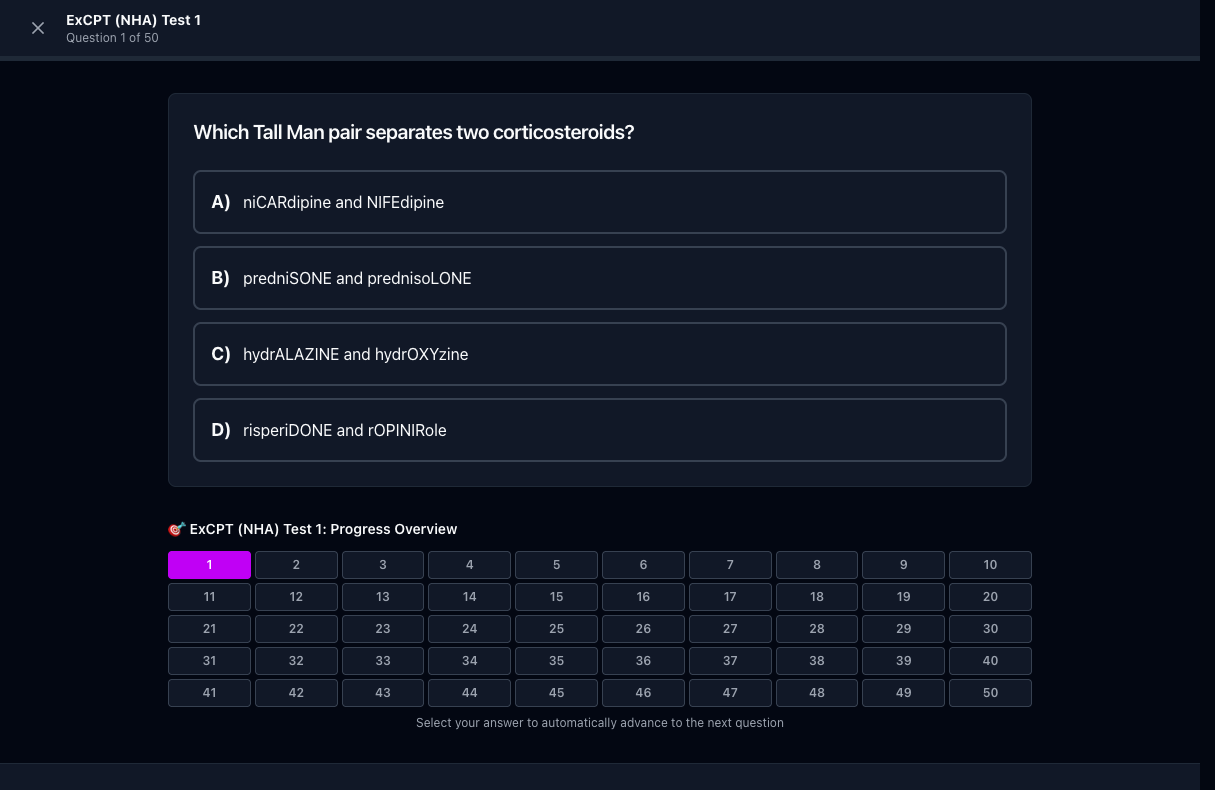 ExCPT (NHA) Test 1
Question 1 of 50
Which Tall Man pair separates two corticosteroids?
A) niCARdipine and NIFEdipine
B) predniSONE and prednisoLONE
C) hydrALAZINE and hydrOXYzine
D) risperiDONE and rOPINIRole
🎯 ExCPT (NHA) Test 1: Progress Overview
1 2 3 4 5 6 7 8 9 10
11 12 13 14 15 16 17 18 19 20
21 22 23 24 25 26 27 28 29 30
31 32 33 34 35 36 37 38 39 40
41 42 43 44 45 46 47 48 49 50
Select your answer to automatically advance to the next question